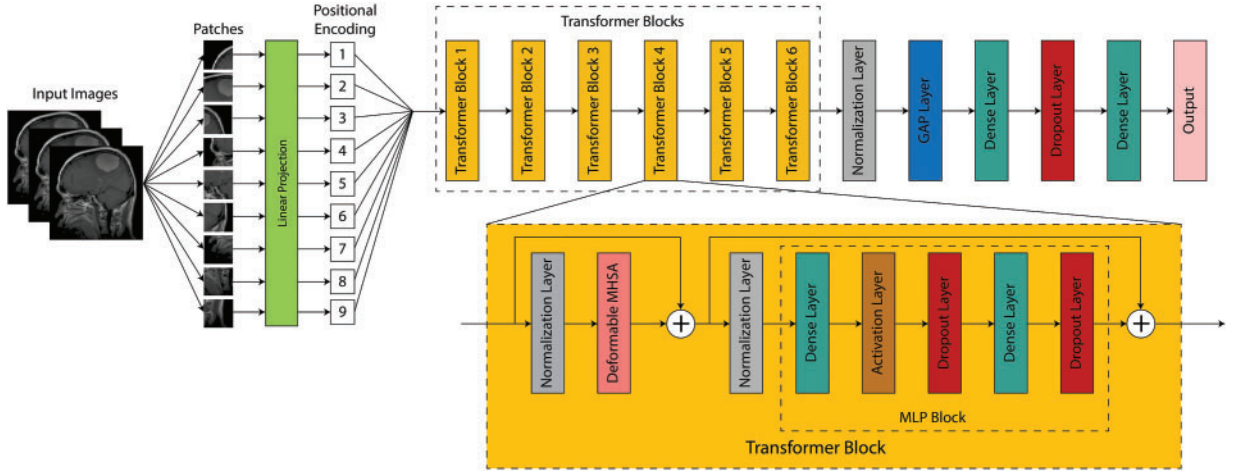 Input Images
Patches
Linear Projection
Positional
Encoding
1
2
3
4
5
6
7
8
9
Transformer Blocks
Transformer Block 1
Transformer Block 2
Transformer Block 3
Transformer Block 4
Transformer Block 5
Transformer Block 6
Normalization Layer
GAP Layer
Dense Layer
Dropout Layer
Dense Layer
Output
Normalization Layer
Deformable MHSA
+
Normalization Layer
Dense Layer
Activation Layer
Dropout Layer
Dense Layer
Dropout Layer
+
MLP Block
Transformer Block